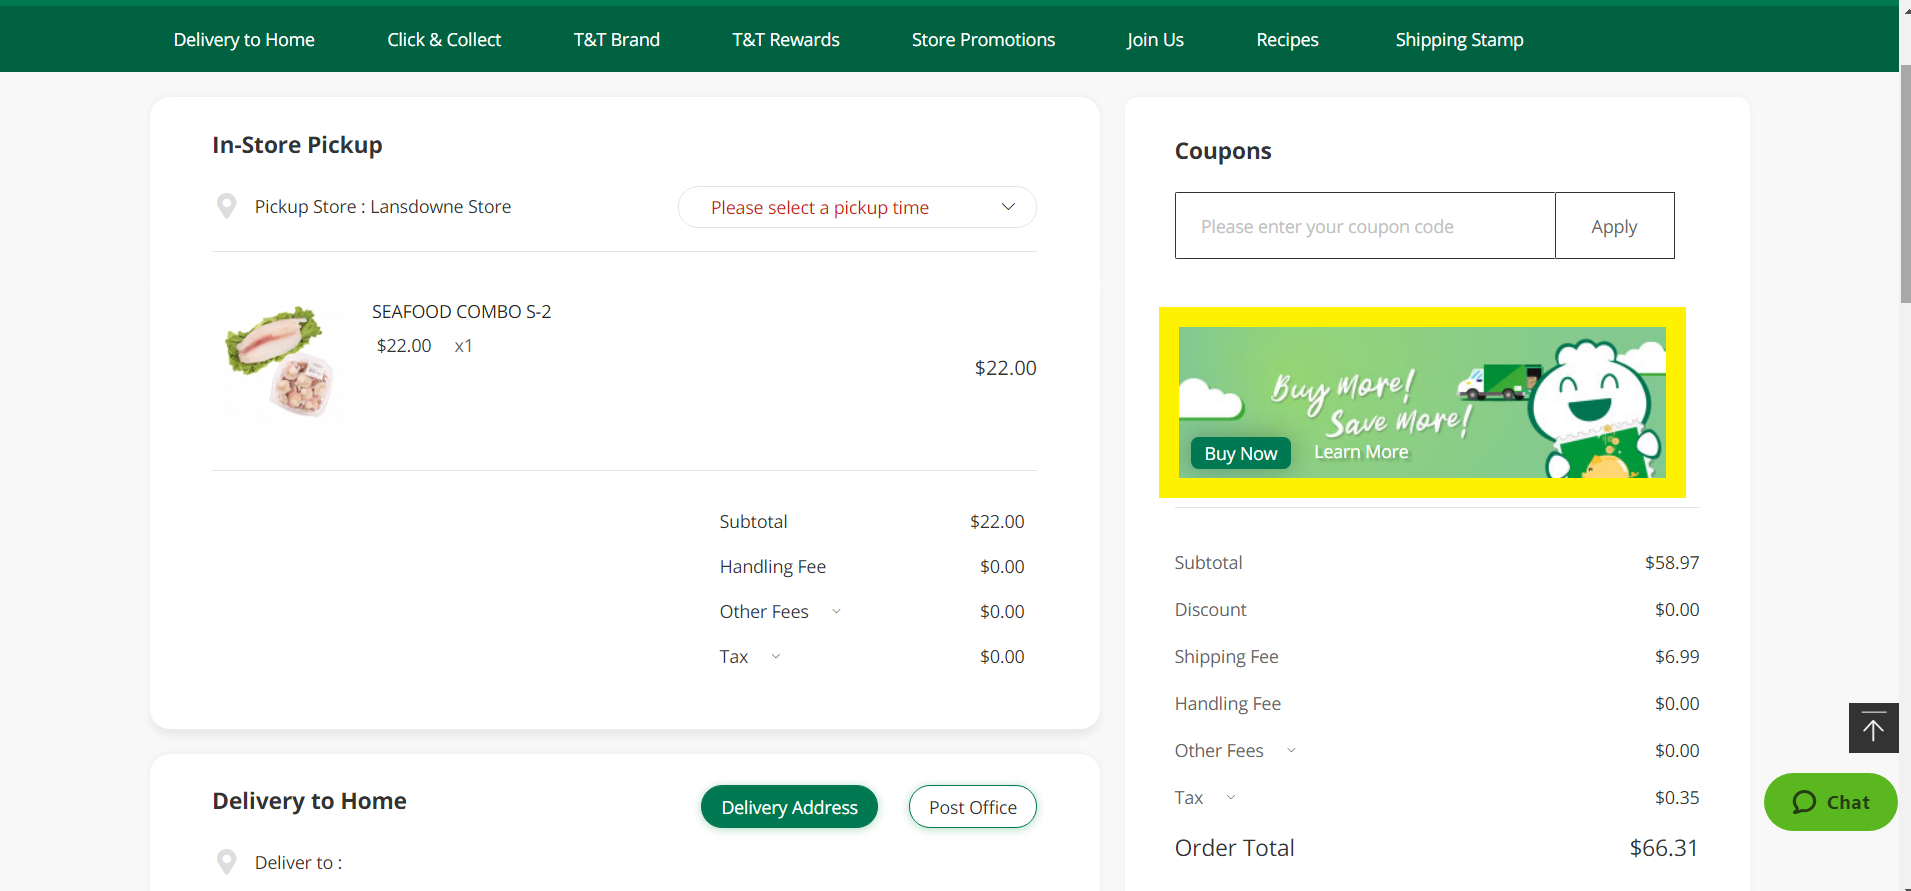 Delivery to Home Click & Collect T&T Brand T&T Rewards Store Promotions Join Us Recipes Shipping Stamp
In-Store Pickup
Pickup Store : Lansdowne Store
Please select a pickup time
SEAFOOD COMBO S-2
$22.00 x1
$22.00
Subtotal $22.00
Handling Fee $0.00
Other Fees $0.00
Tax $0.00
Delivery to Home
Delivery Address Post Office
Deliver to :
Coupons
Please enter your coupon code Apply
Buy More!
Save More!
Buy Now Learn More
Subtotal $58.97
Discount $0.00
Shipping Fee $6.99
Handling Fee $0.00
Other Fees $0.00
Tax $0.35
Order Total $66.31
Chat